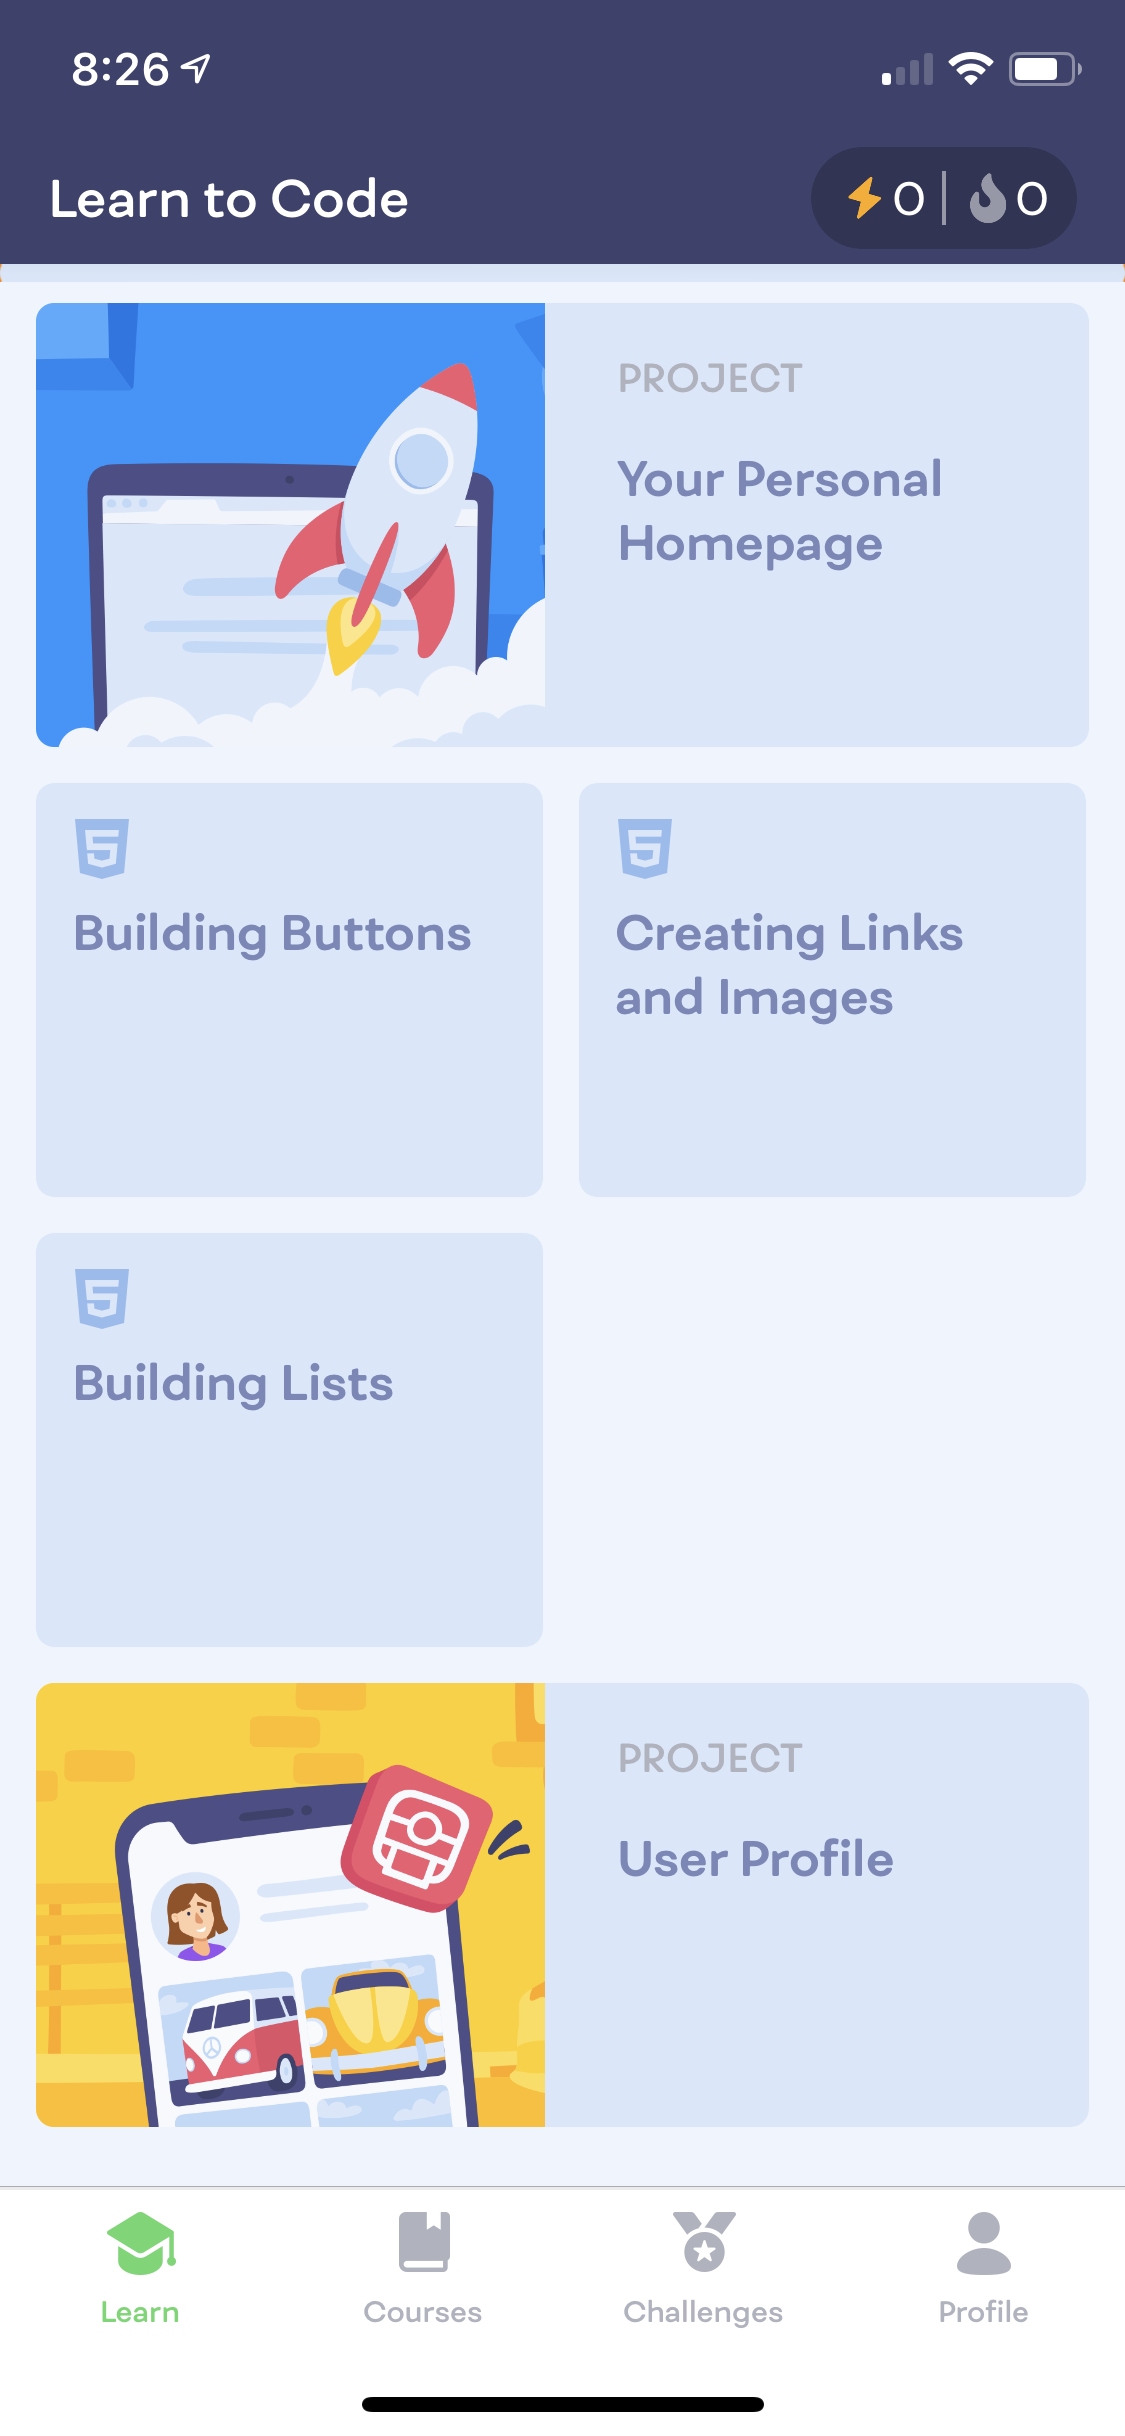 8:26
Learn to Code
0 | 0
PROJECT
Your Personal
Homepage
Building Buttons
Creating Links
and Images
Building Lists
PROJECT
User Profile
Learn
Courses
Challenges
Profile